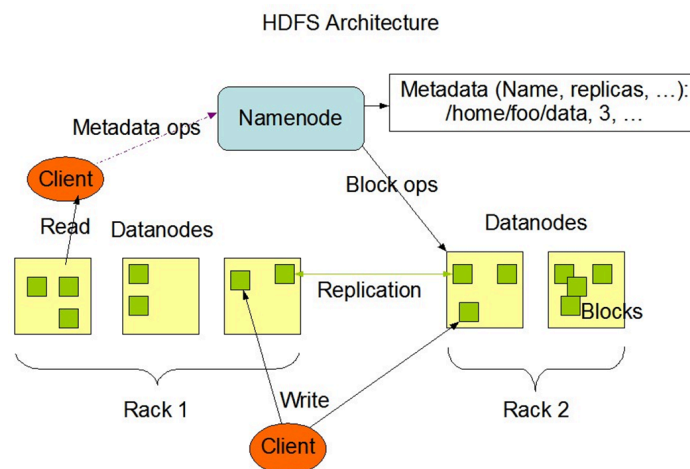 HDFS Architecture
Metadata (Name, replicas, …):
/home/foo/data, 3, …
Namenode
Metadata ops
Client
Block ops
Read
Datanodes
Datanodes
Replication
Blocks
Rack 1
Write
Rack 2
Client